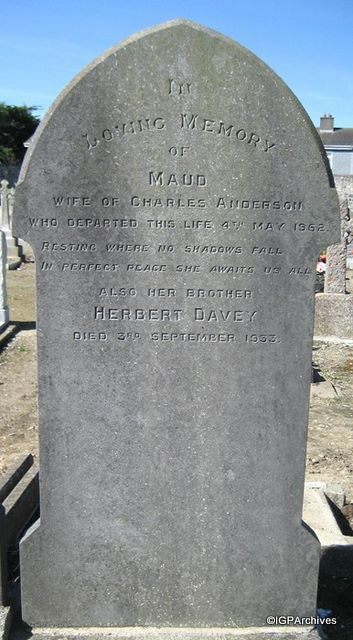 IN
LOVING MEMORY
OF
MAUD
WIFE OF CHARLES ANDERSON
WHO DEPARTED THIS LIFE 4TH MAY 1962.
RESTING WHERE NO SHADOWS FALL
IN PERFECT PEACE SHE AWAITS US ALL
ALSO HER BROTHER
HERBERT DAVEY
DIED 3RD SEPTEMBER 1933.
©IGPArchives